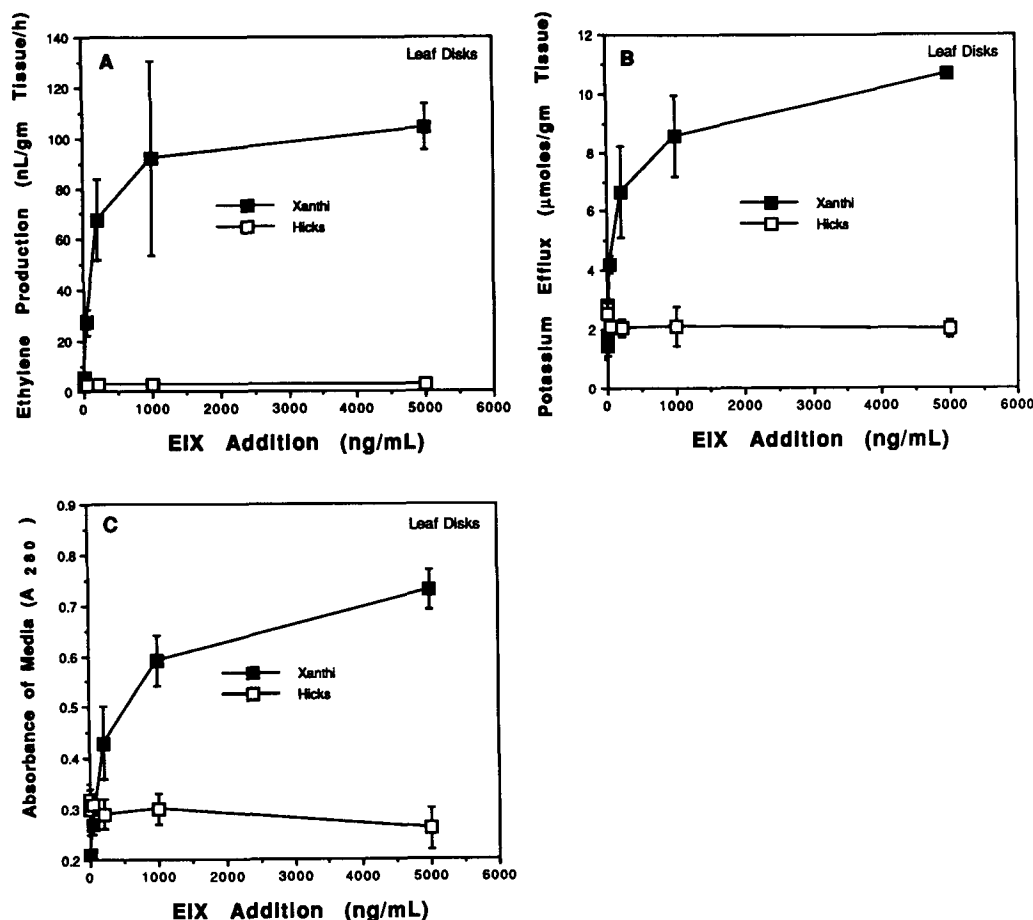 A
Leaf Disks
Ethylene Production (nL/gm Tissue/h)
140
120
100
80
60
40
20
0
Xanthi
Hicks
0 1000 2000 3000 4000 5000 6000
EIX Addition (ng/mL)
B
Leaf Disks
Potassium Efflux (µmoles/gm Tissue)
12
10
8
6
4
2
0
Xanthi
Hicks
0 1000 2000 3000 4000 5000 6000
EIX Addition (ng/mL)
C
Leaf Disks
Absorbance of Media (A 280 )
0.9
0.8
0.7
0.6
0.5
0.4
0.3
0.2
Xanthi
Hicks
0 1000 2000 3000 4000 5000 6000
EIX Addition (ng/mL)